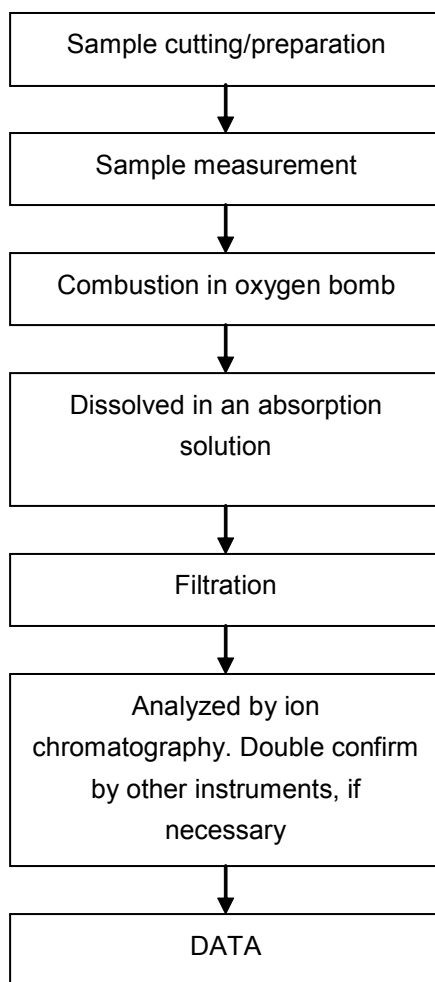 Sample cutting/preparation
Sample measurement
Combustion in oxygen bomb
Dissolved in an absorption
solution
Filtration
Analyzed by ion
chromatography. Double confirm
by other instruments, if
necessary
DATA